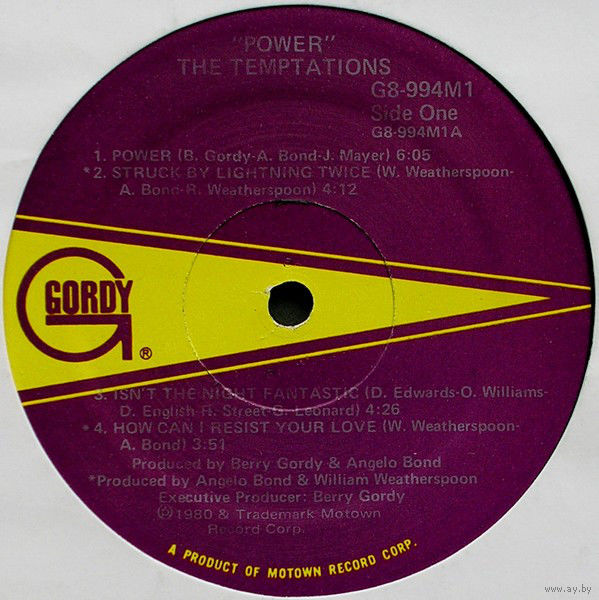 "POWER"
THE TEMPTATIONS
G8-994M1
Side One
G8-994M1A
1. POWER (B. Gordy-A. Bond-J. Mayer) 6:05
*2. STRUCK BY LIGHTNING TWICE (W. Weatherspoon-
A. Bond-R. Weatherspoon) 4:12
GORDY
®
3. ISN'T THE NIGHT FANTASTIC (D. Edwards-O. Williams-
D. English-R. Street-G. Leonard) 4:26
*4. HOW CAN I RESIST YOUR LOVE (W. Weatherspoon-
A. Bond) 3:51
Produced by Berry Gordy & Angelo Bond
*Produced by Angelo Bond & William Weatherspoon
Executive Producer: Berry Gordy
℗1980 & Trademark Motown
Record Corp.
A PRODUCT OF MOTOWN RECORD CORP.
www.ay.by